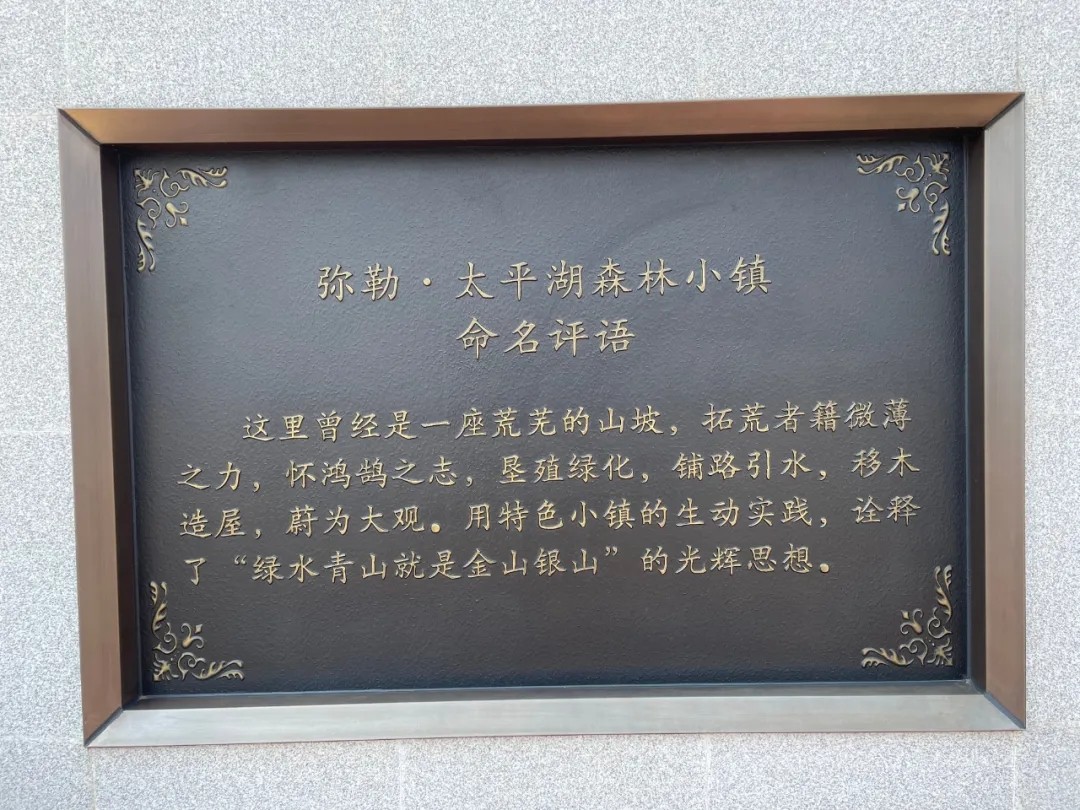 弥勒·太平湖森林小镇
命名评语
这里曾经是一座荒芜的山坡，拓荒者籍微薄
之力，怀鸿鹄之志，垦殖绿化，铺路引水，移木
造屋，蔚为大观。用特色小镇的生动实践，诠释
了“绿水青山就是金山银山”的光辉思想。